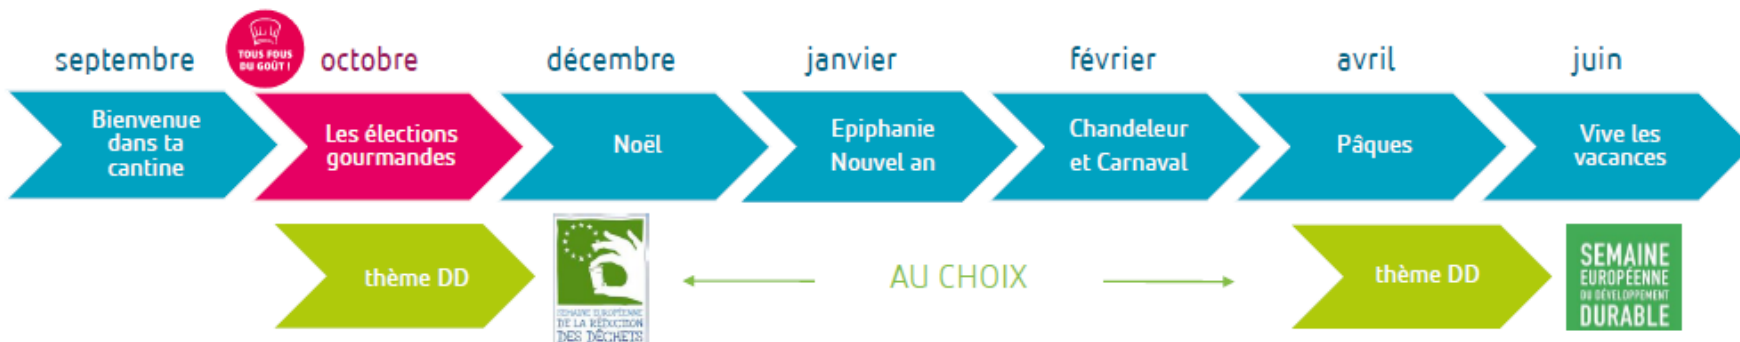 septembre
TOUS FOUS
DU GOÛT !
octobre
décembre
janvier
février
avril
juin
Bienvenue
dans ta
cantine
Les élections
gourmandes
Noël
Epiphanie
Nouvel an
Chandeleur
et Carnaval
Pâques
Vive les
vacances
thème DD
SEMAINE EUROPÉENNE
DE LA RÉDUCTION
DES DÉCHETS
AU CHOIX
thème DD
SEMAINE
EUROPÉENNE
DU DÉVELOPPEMENT
DURABLE